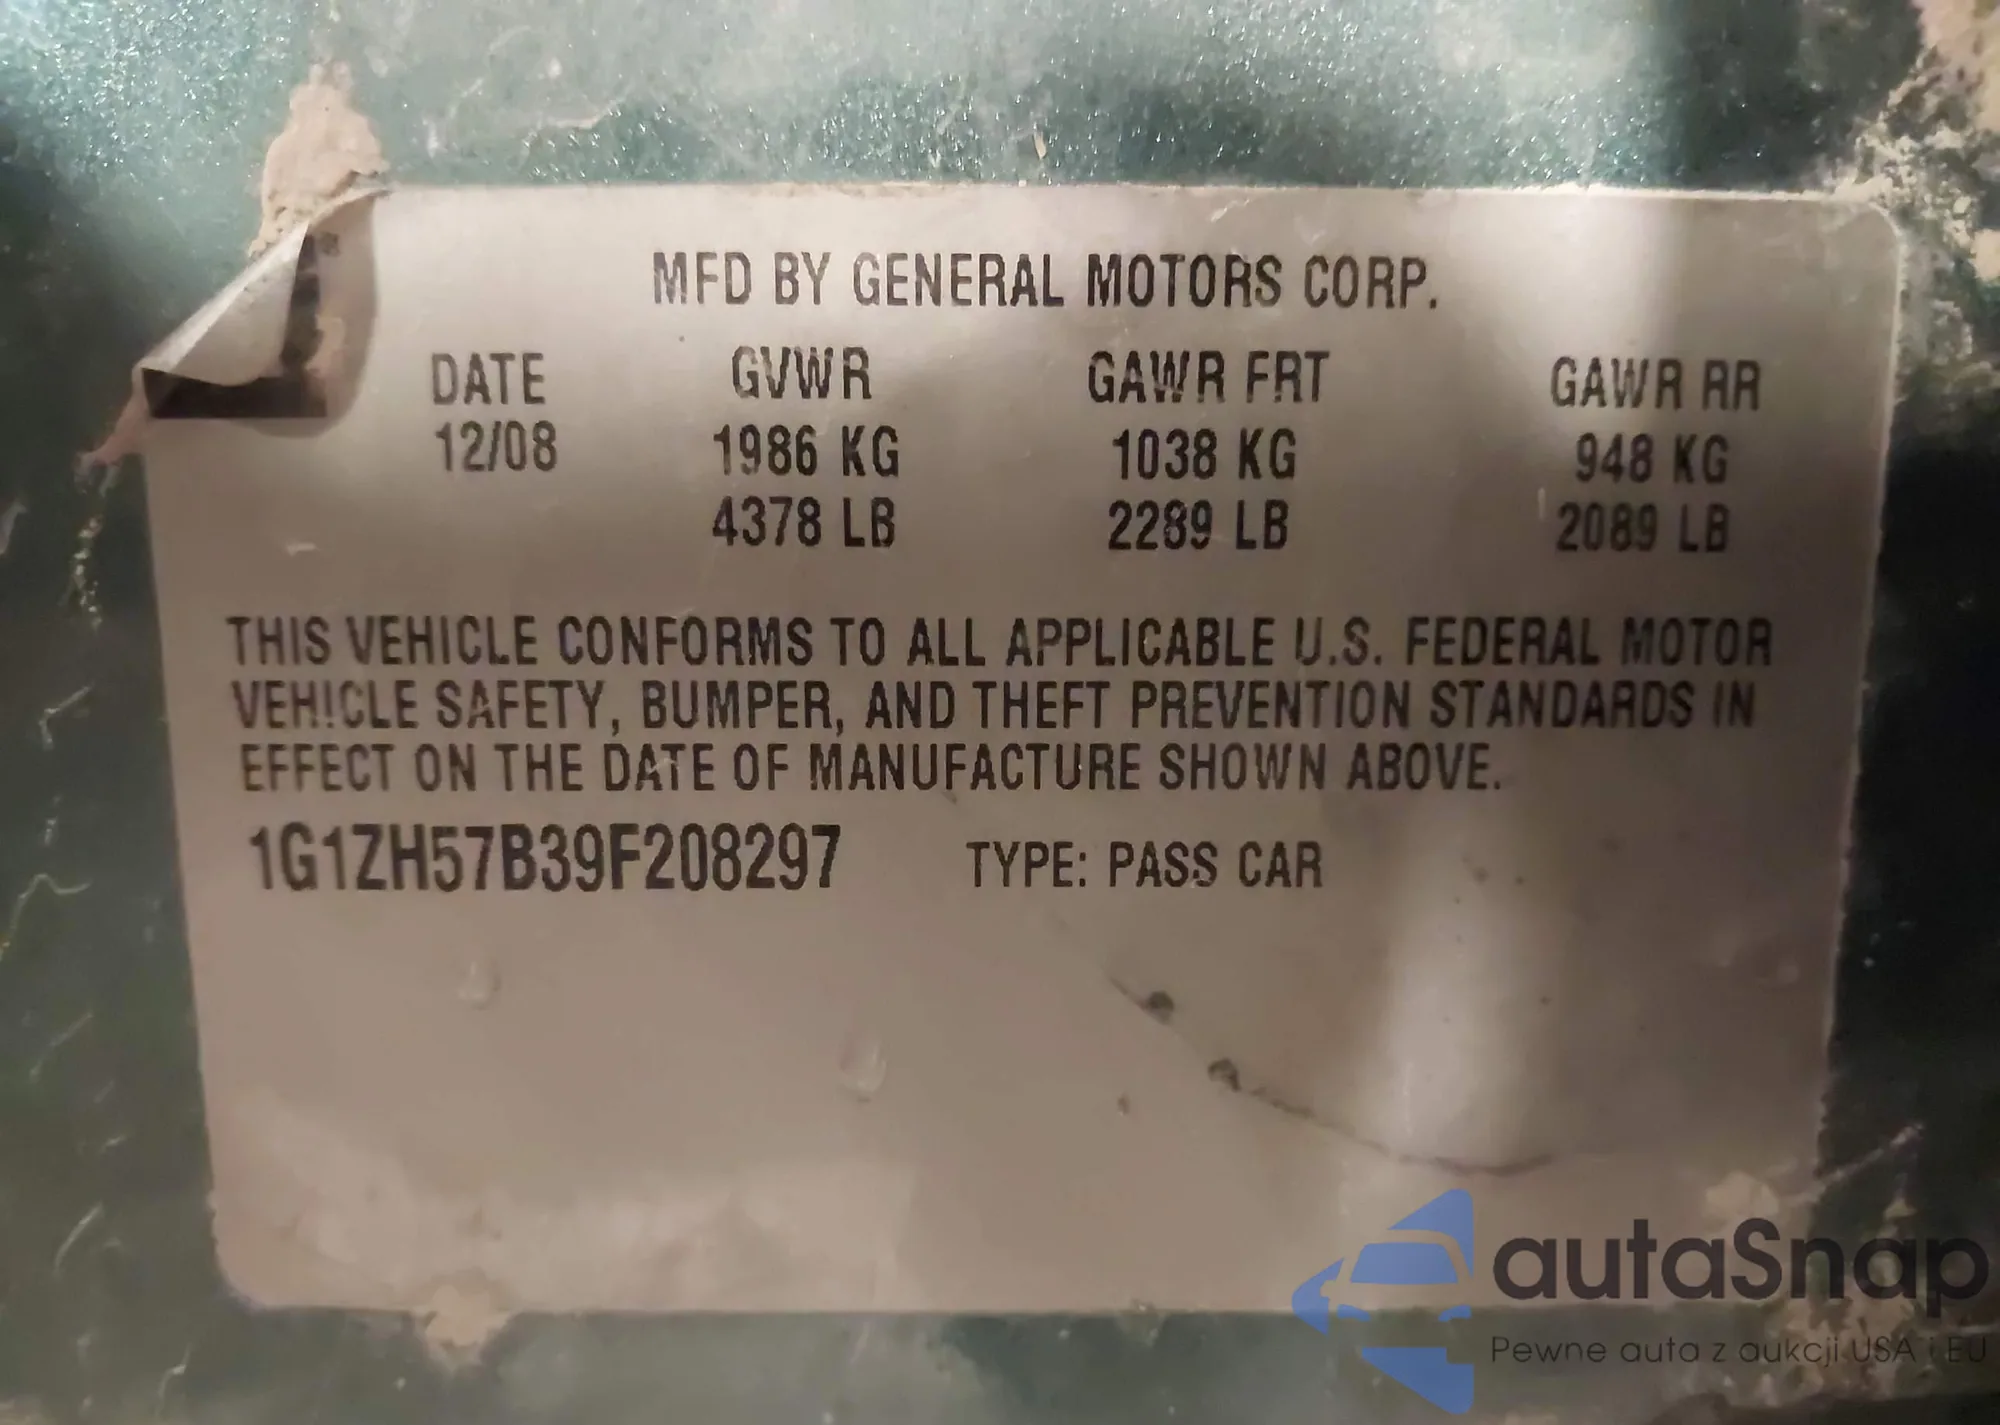 MFD BY GENERAL MOTORS CORP.
DATE GVWR GAWR FRT GAWR RR
12/08 1986 KG 1038 KG 948 KG
4378 LB 2289 LB 2089 LB
THIS VEHICLE CONFORMS TO ALL APPLICABLE U.S. FEDERAL MOTOR
VEHICLE SAFETY, BUMPER, AND THEFT PREVENTION STANDARDS IN
EFFECT ON THE DATE OF MANUFACTURE SHOWN ABOVE.
1G1ZH57B39F208297 TYPE: PASS CAR
autaSnap
Pewne auta z aukcji USA i EU